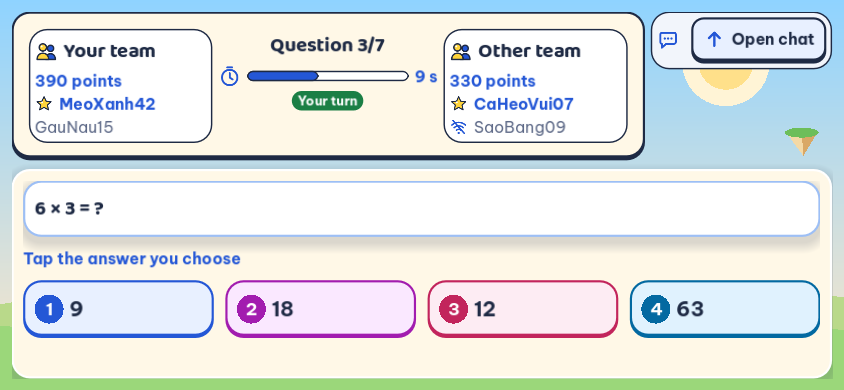 Your team
390 points
MeoXanh42
GauNau15
Question 3/7
9 s
Your turn
Other team
330 points
CaHeoVui07
SaoBang09
Open chat
6 × 3 = ?
Tap the answer you choose
1 9
2 18
3 12
4 63